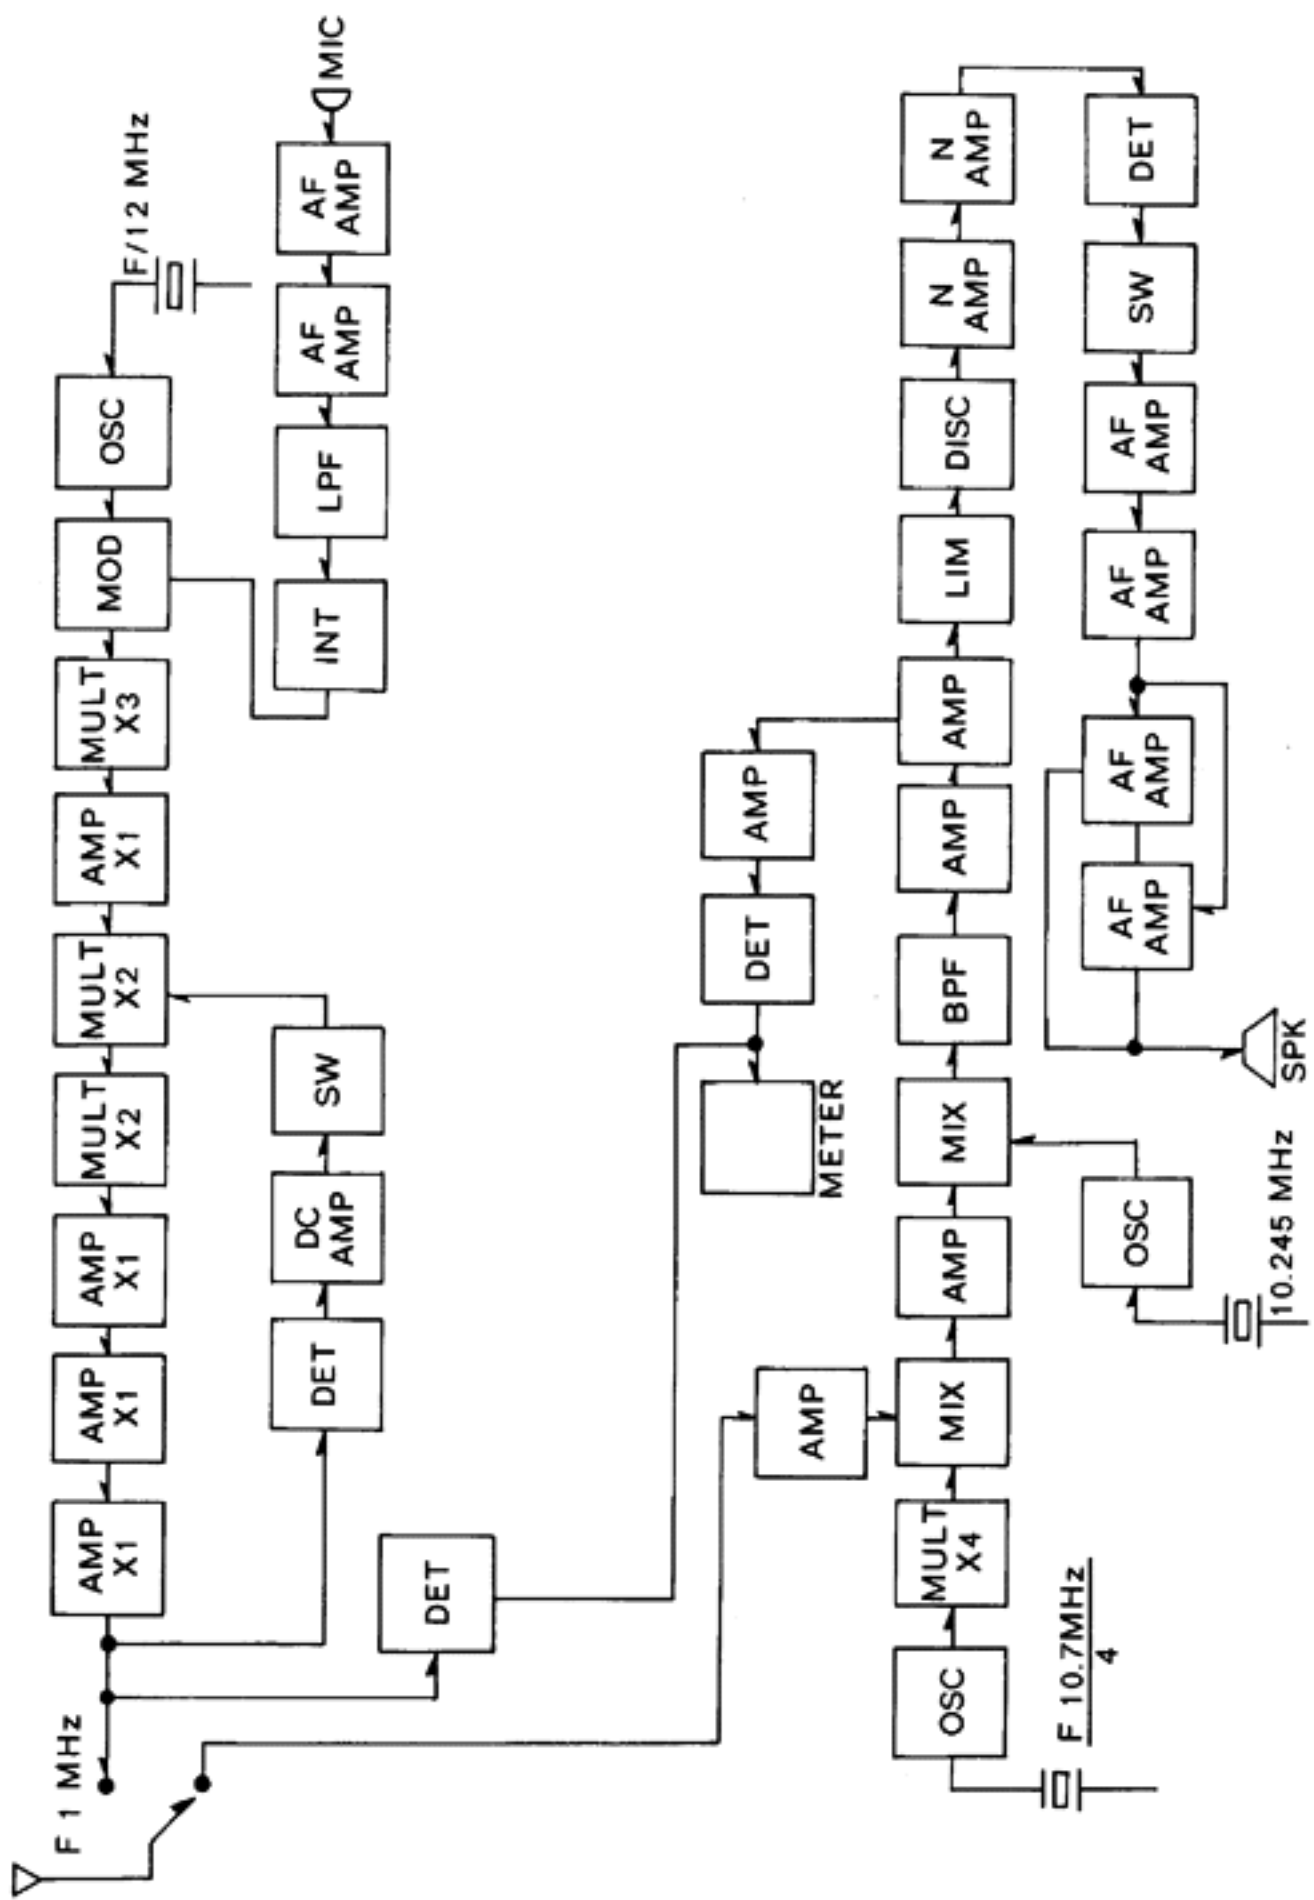 F 1 MHz
AMP
X1
AMP
X1
AMP
X1
MULT
X2
MULT
X2
AMP
X1
MULT
X3
MOD
OSC
F/12 MHz
DET
DC
AMP
SW
INT
LPF
AF
AMP
AF
AMP
MIC
DET
METER
DET
AMP
AMP
OSC
MULT
X4
MIX
AMP
MIX
BPF
AMP
AMP
LIM
DISC
N
AMP
N
AMP
F 10.7MHz
4
OSC
10.245 MHz
SPK
AF
AMP
AF
AMP
AF
AMP
AF
AMP
SW
DET